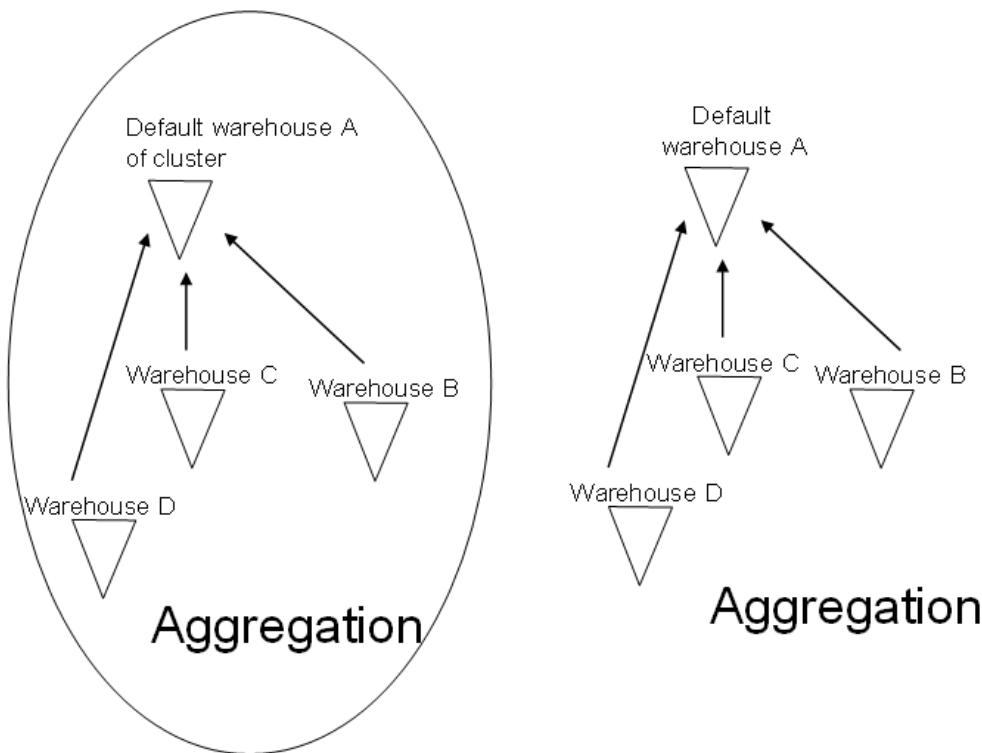 Default warehouse A
of cluster
Warehouse C
Warehouse B
Warehouse D
Aggregation
Default
warehouse A
Warehouse C
Warehouse B
Warehouse D
Aggregation